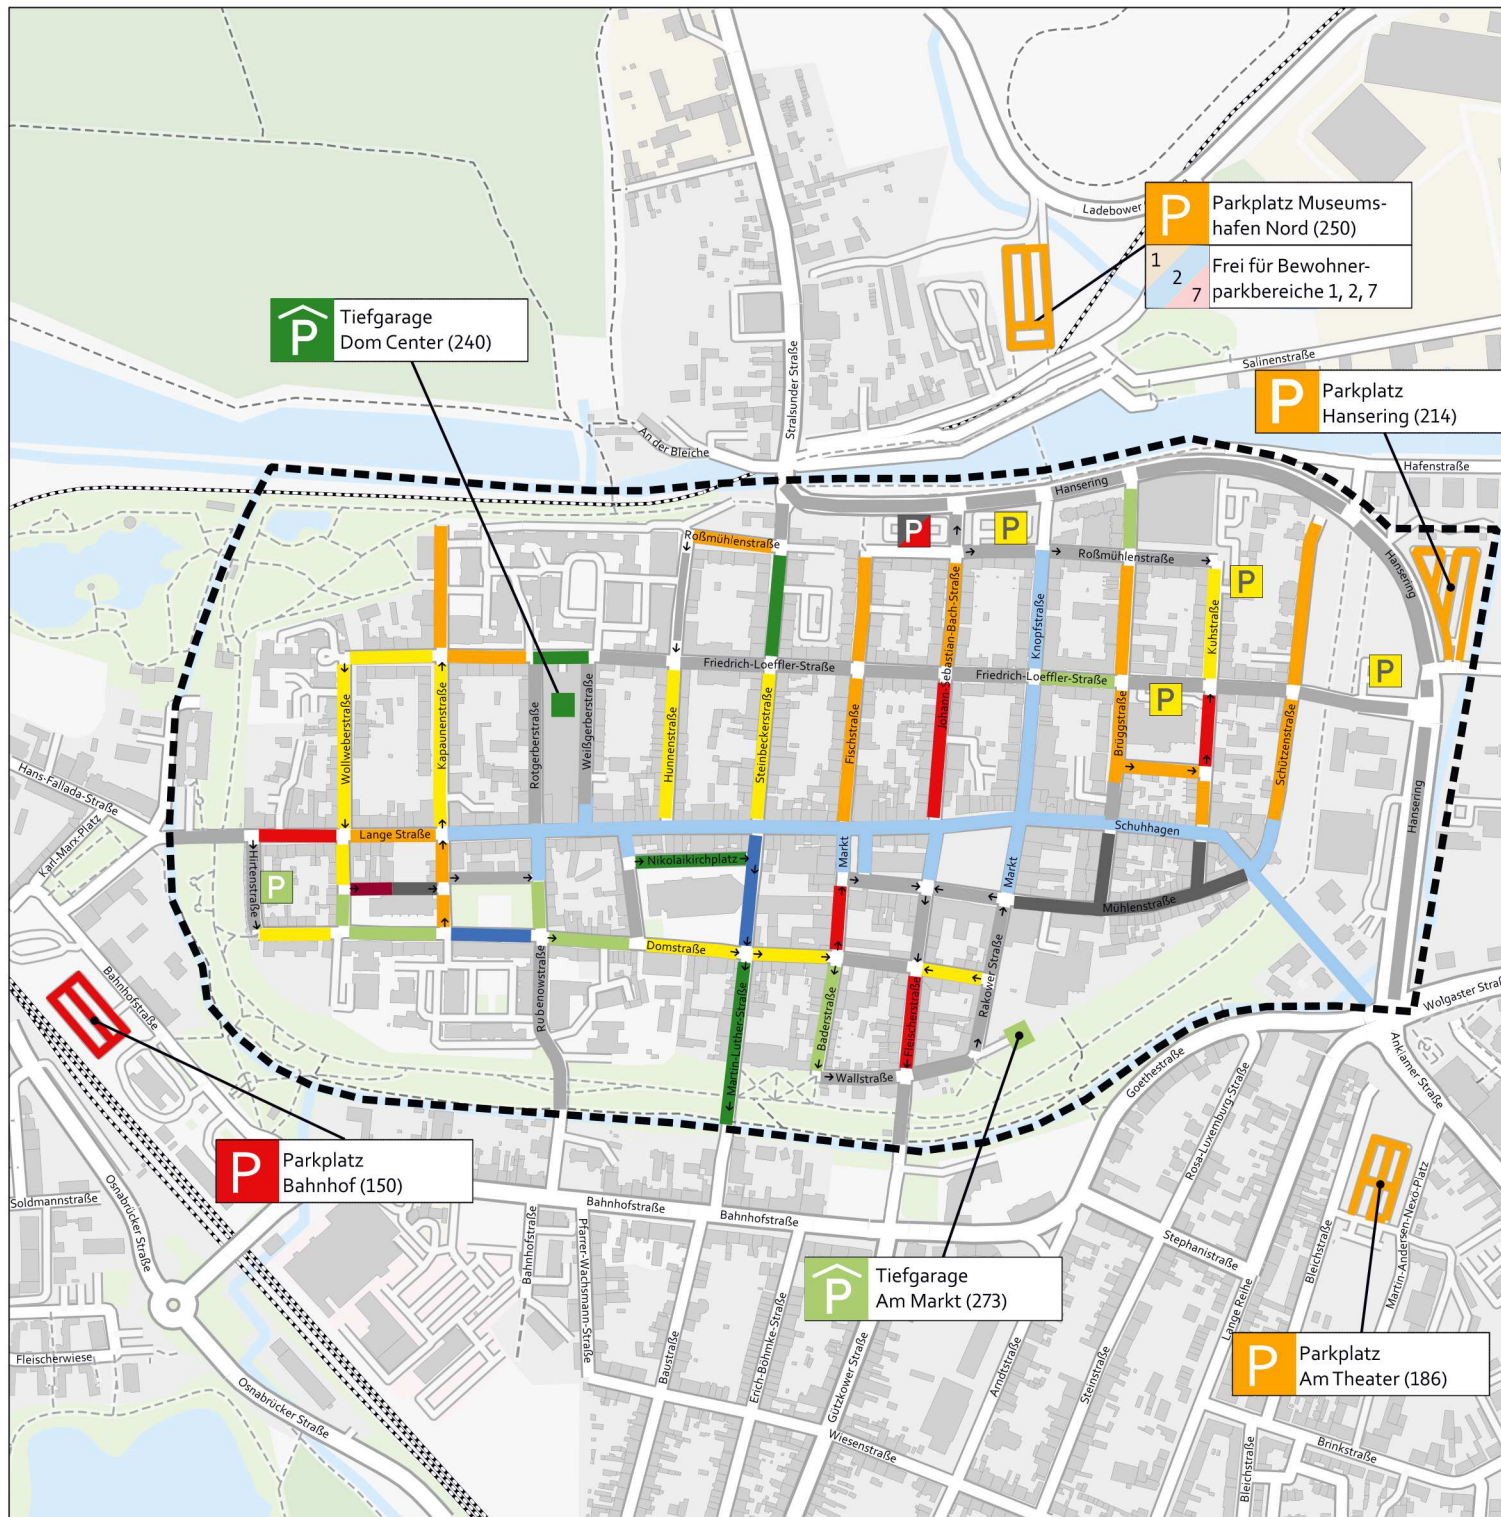 Ladebower
P
Parkplatz Museums-
hafen Nord (250)
1
2
7
Frei für Bewohner-
parkbereiche 1, 2, 7
P
Tiefgarage
Dom Center (240)
Stralsunder Straße
Salinenstraße
P
Parkplatz
Hansering (214)
An der Bleiche
Hafenstraße
Hansering
P
P
Roßmühlenstraße
Roßmühlenstraße
Hansering
P
Kuhstraße
Knopfstraße
Johann-Sebastian-Bach-Straße
Friedrich-Loeffler-Straße
Friedrich-Loeffler-Straße
P
P
Wollweberstraße
Kapaunenstraße
Rotgerberstraße
Weißgerberstraße
Hunnenstraße
Steinbeckerstraße
Fischstraße
Brüggstraße
Schützenstraße
Hansering
Hans-Fallada-Straße
Karl-Marx-Platz
Lange Straße
Schuhhagen
Hirtenstraße
P
Nikolaikirchplatz
Markt
Markt
Mühlenstraße
Domstraße
Rubenowstraße
Martin-Luther-Straße
Baderstraße
Fleischerstraße
Rakower Straße
Wallstraße
Bahnhofstraße
Wolgaster Straß
Anklamer Straße
Goethestraße
Rosa-Luxemburg-Straße
P
Parkplatz
Bahnhof (150)
Soldmannstraße
Osnabrücker Straße
Bahnhofstraße
Bahnhofstraße
Bahnhofstraße
Pfarrer-Wachsmann-Straße
Stephanistraße
Bleichstraße
Martin-Andersen-Nexö-Platz
Lange Reihe
P
Tiefgarage
Am Markt (273)
Fleischerwiese
Osnabrücker Straße
Baustraße
Erich-Böhmke-Straße
Gützkower Straße
Arndtstraße
Steinstraße
P
Parkplatz
Am Theater (186)
Wiesenstraße
Brinkstraße
Bleichstraße